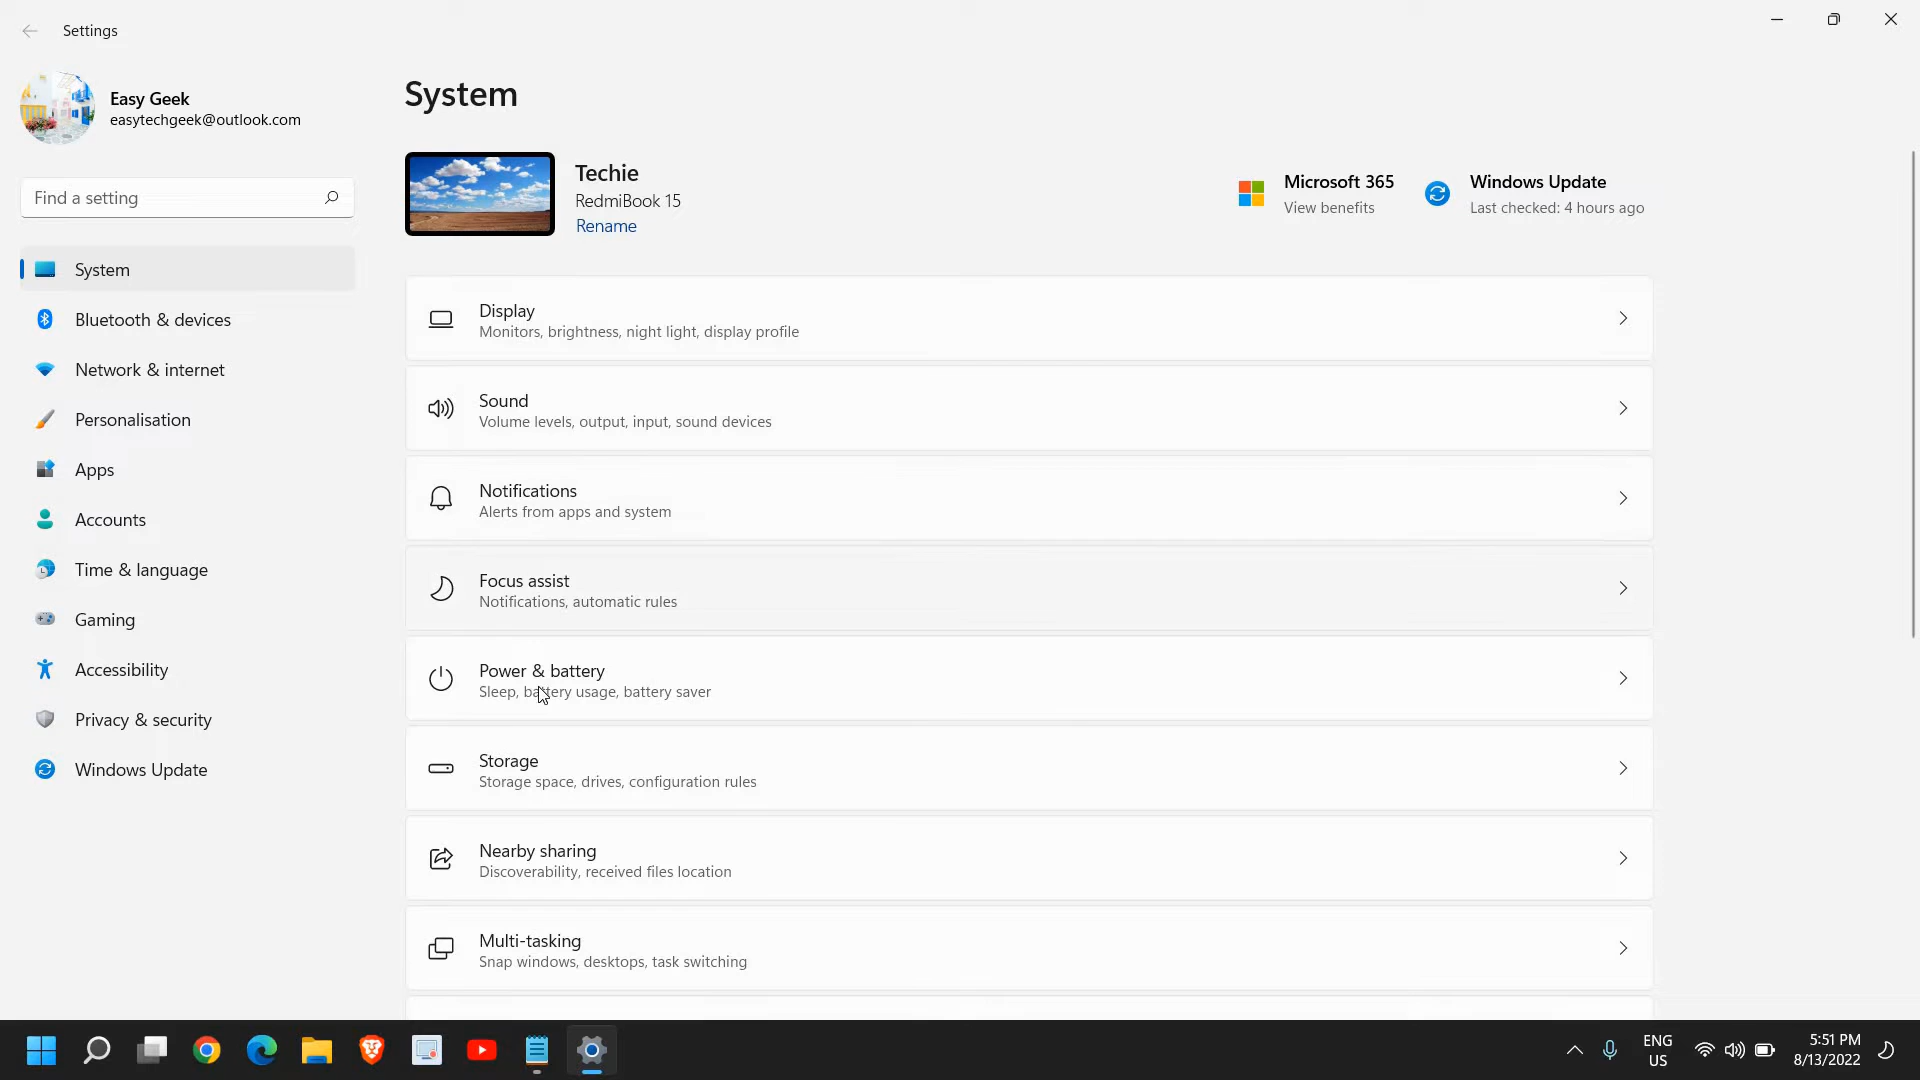 Settings
Easy Geek
easytechgeek@outlook.com
Find a setting
System
Bluetooth & devices
Network & internet
Personalisation
Apps
Accounts
Time & language
Gaming
Accessibility
Privacy & security
Windows Update
System
Techie
RedmiBook 15
Rename
Microsoft 365
View benefits
Windows Update
Last checked: 4 hours ago
Display
Monitors, brightness, night light, display profile
Sound
Volume levels, output, input, sound devices
Notifications
Alerts from apps and system
Focus assist
Notifications, automatic rules
Power & battery
Sleep, battery usage, battery saver
Storage
Storage space, drives, configuration rules
Nearby sharing
Discoverability, received files location
Multi-tasking
Snap windows, desktops, task switching
ENG
US
5:51 PM
8/13/2022